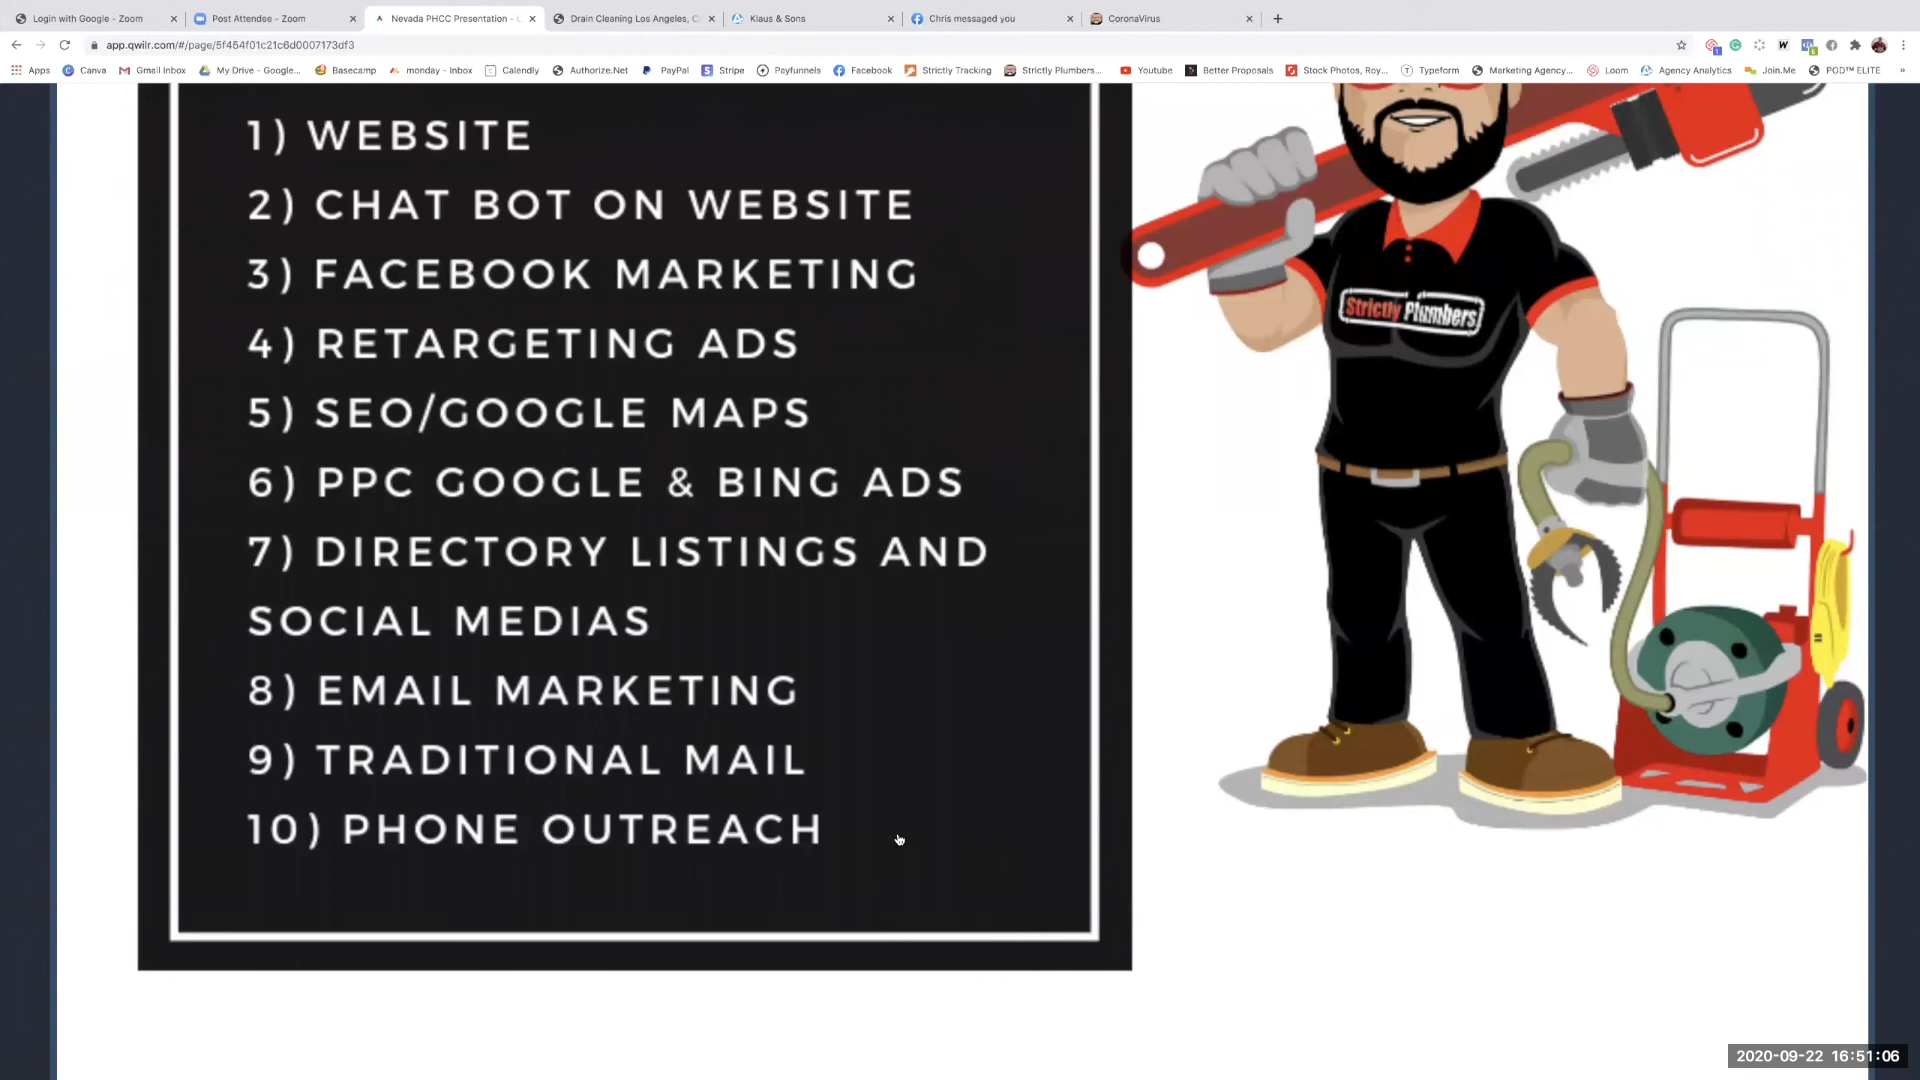 Login with Google - Zoom
Post Attendee - Zoom
Nevada PHCC Presentation -
Drain Cleaning Los Angeles, C
Klaus & Sons
Chris messaged you
CoronaVirus
app.qwilr.com/#/page/5f454f01c21c6d0007173df3
Apps
Canva
Gmail Inbox
My Drive - Google...
Basecamp
monday - Inbox
Calendly
Authorize.Net
PayPal
Stripe
Payfunnels
Facebook
Strictly Tracking
Strictly Plumbers...
Youtube
Better Proposals
Stock Photos, Roy...
Typeform
Marketing Agency...
Loom
Agency Analytics
Join.Me
POD™ ELITE
1) WEBSITE
2) CHAT BOT ON WEBSITE
3) FACEBOOK MARKETING
4) RETARGETING ADS
5) SEO/GOOGLE MAPS
6) PPC GOOGLE & BING ADS
7) DIRECTORY LISTINGS AND
SOCIAL MEDIAS
8) EMAIL MARKETING
9) TRADITIONAL MAIL
10) PHONE OUTREACH
Strictly Plumbers
2020-09-22 16:51:06